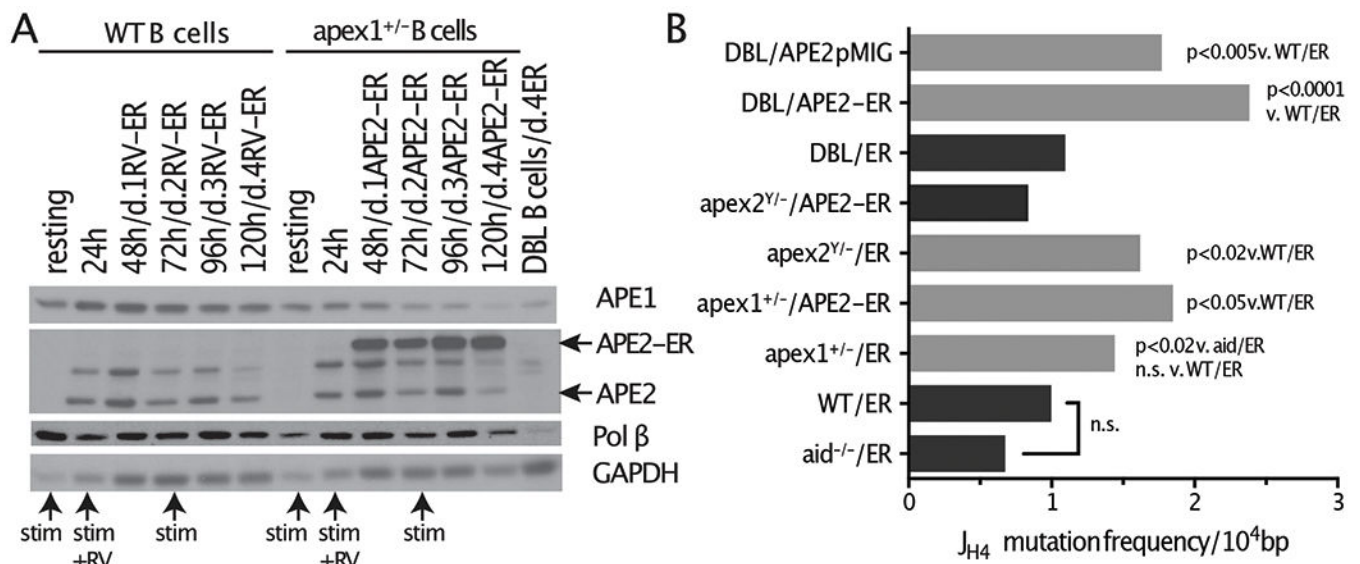 A
WT B cells
apex1+/- B cells
resting
24h
48h/d.1RV-ER
72h/d.2RV-ER
96h/d.3RV-ER
120h/d.4RV-ER
resting
24h
48h/d.1APE2-ER
72h/d.2APE2-ER
96h/d.3APE2-ER
120h/d.4APE2-ER
DBL B cells/d.4ER
APE1
APE2-ER
APE2
Pol β
GAPDH
stim
stim
+RV
stim
stim
stim
+RV
stim
B
DBL/APE2pMIG
p<0.005v. WT/ER
DBL/APE2-ER
p<0.0001
v. WT/ER
DBL/ER
apex2Y/-/APE2-ER
apex2Y/-/ER
p<0.02v.WT/ER
apex1+/-/APE2-ER
p<0.05v.WT/ER
apex1+/-/ER
p<0.02v. aid/ER
n.s. v. WT/ER
WT/ER
n.s.
aid-/-/ER
0 1 2 3
JH4 mutation frequency/10⁴bp